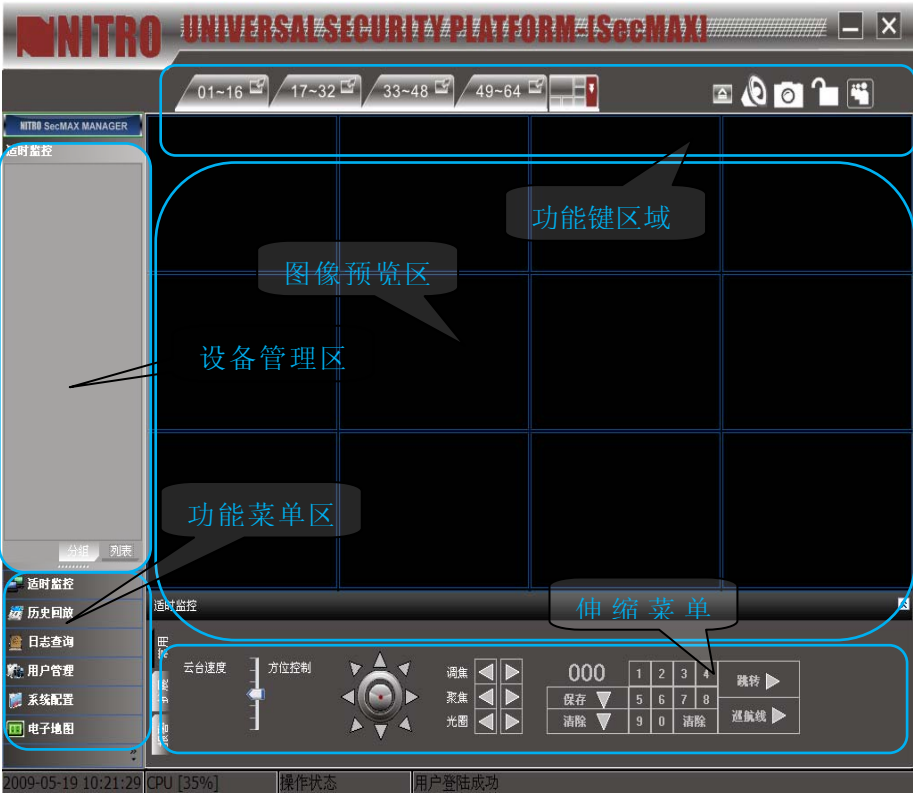 NITRO UNIVERSAL SECURITY PLATFORM-[SecMAX]
01~16 17~32 33~48 49~64
NITRO SecMAX MANAGER
适时监控
功能键区域
图像预览区
设备管理区
功能菜单区
分组 列表
适时监控
历史回放
日志查询
用户管理
系统配置
电子地图
适时监控
伸缩菜单
云台速度 方位控制
调焦
聚焦
光圈
000
保存
清除
1 2 3 4
5 6 7 8
9 0 清除
跳转
巡航线
2009-05-19 10:21:29 CPU [35%] 操作状态 用户登陆成功